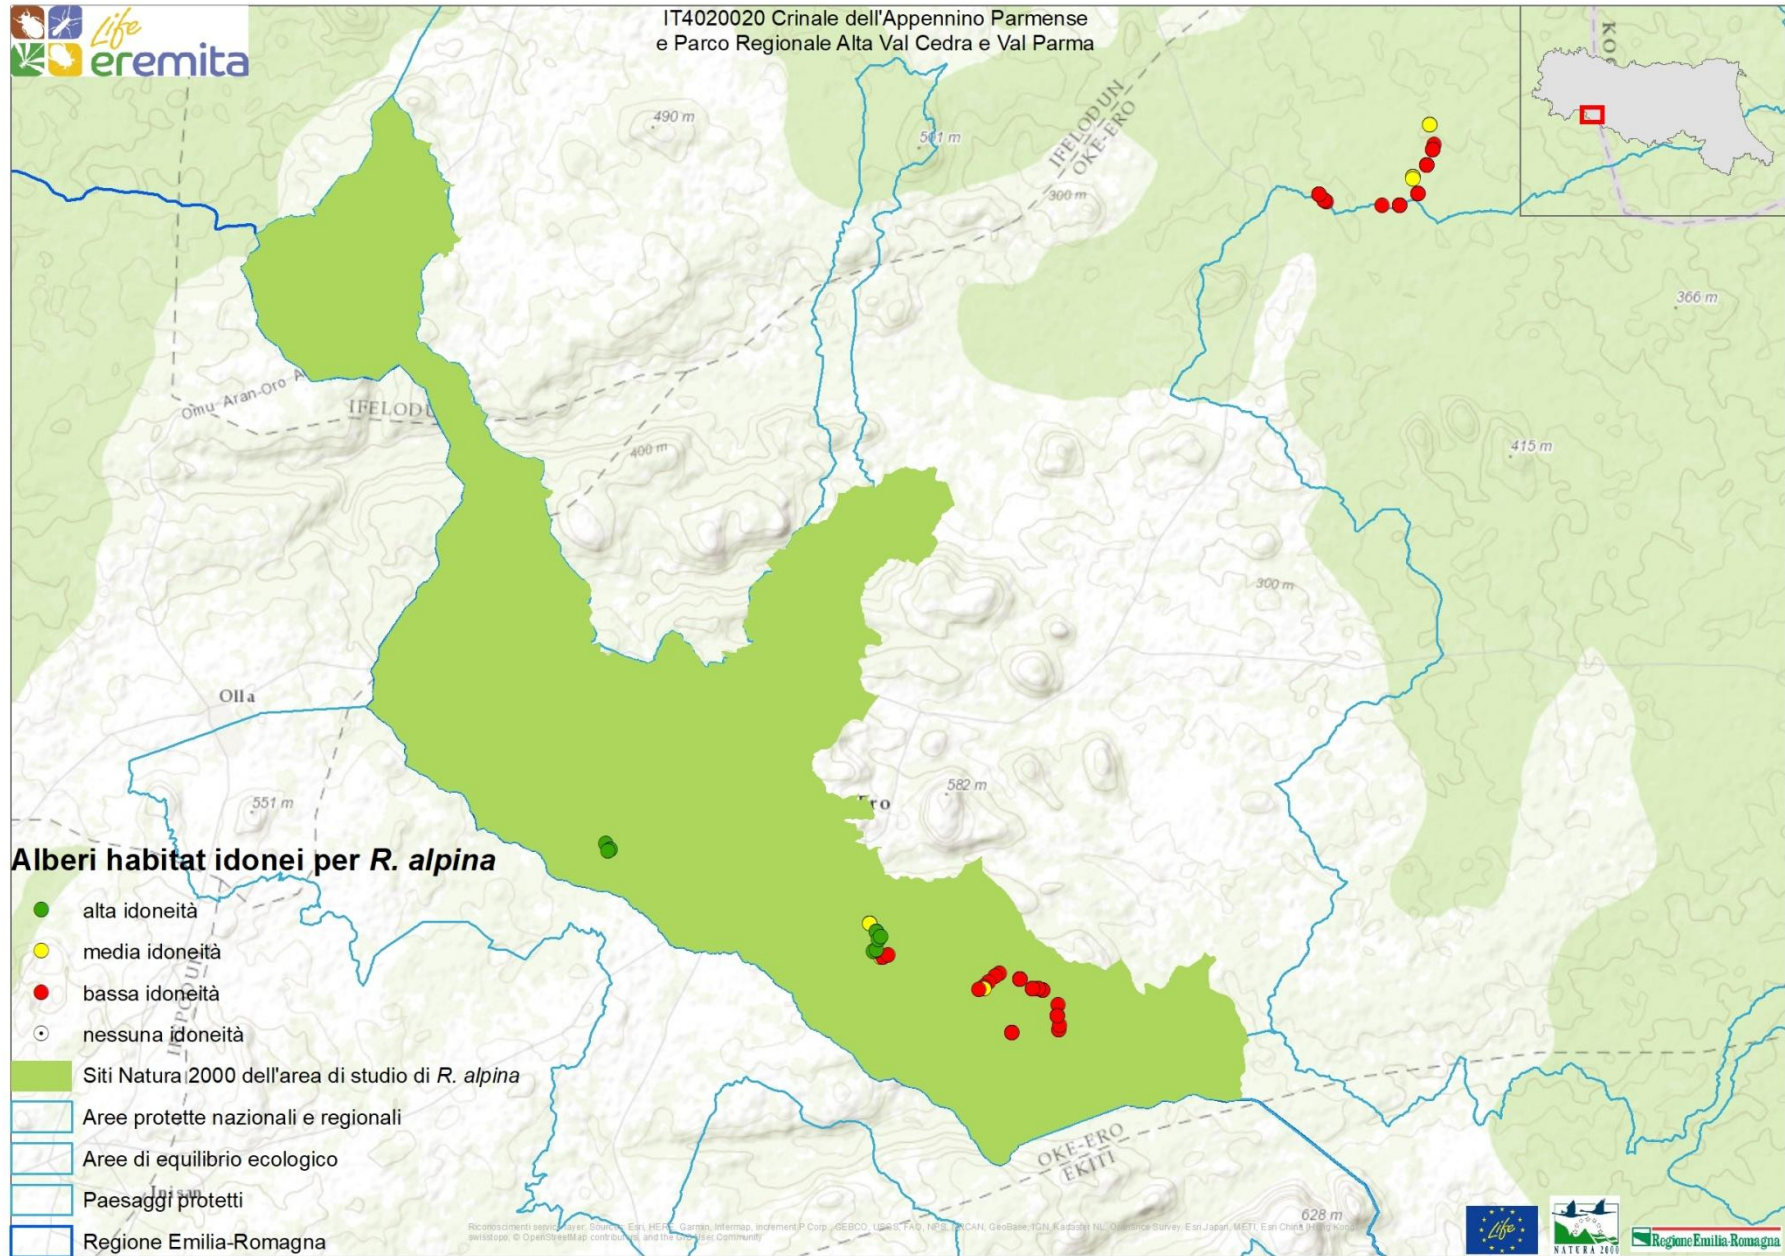 Life
eremita
IT4020020 Crinale dell'Appennino Parmense
e Parco Regionale Alta Val Cedra e Val Parma
490 m
501 m
IFELODUN
OKE-ERO
300 m
366 m
Omu-Aran-Oro
IFELODU
400 m
415 m
300 m
Olla
582 m
551 m
Alberi habitat idonei per R. alpina
alta idoneità
media idoneità
bassa idoneità
nessuna idoneità
Siti Natura 2000 dell'area di studio di R. alpina
Aree protette nazionali e regionali
Aree di equilibrio ecologico
Paesaggi protetti
Regione Emilia-Romagna
OKE-ERO
EKITI
628 m
Life
NATURA 2000
Regione Emilia-Romagna